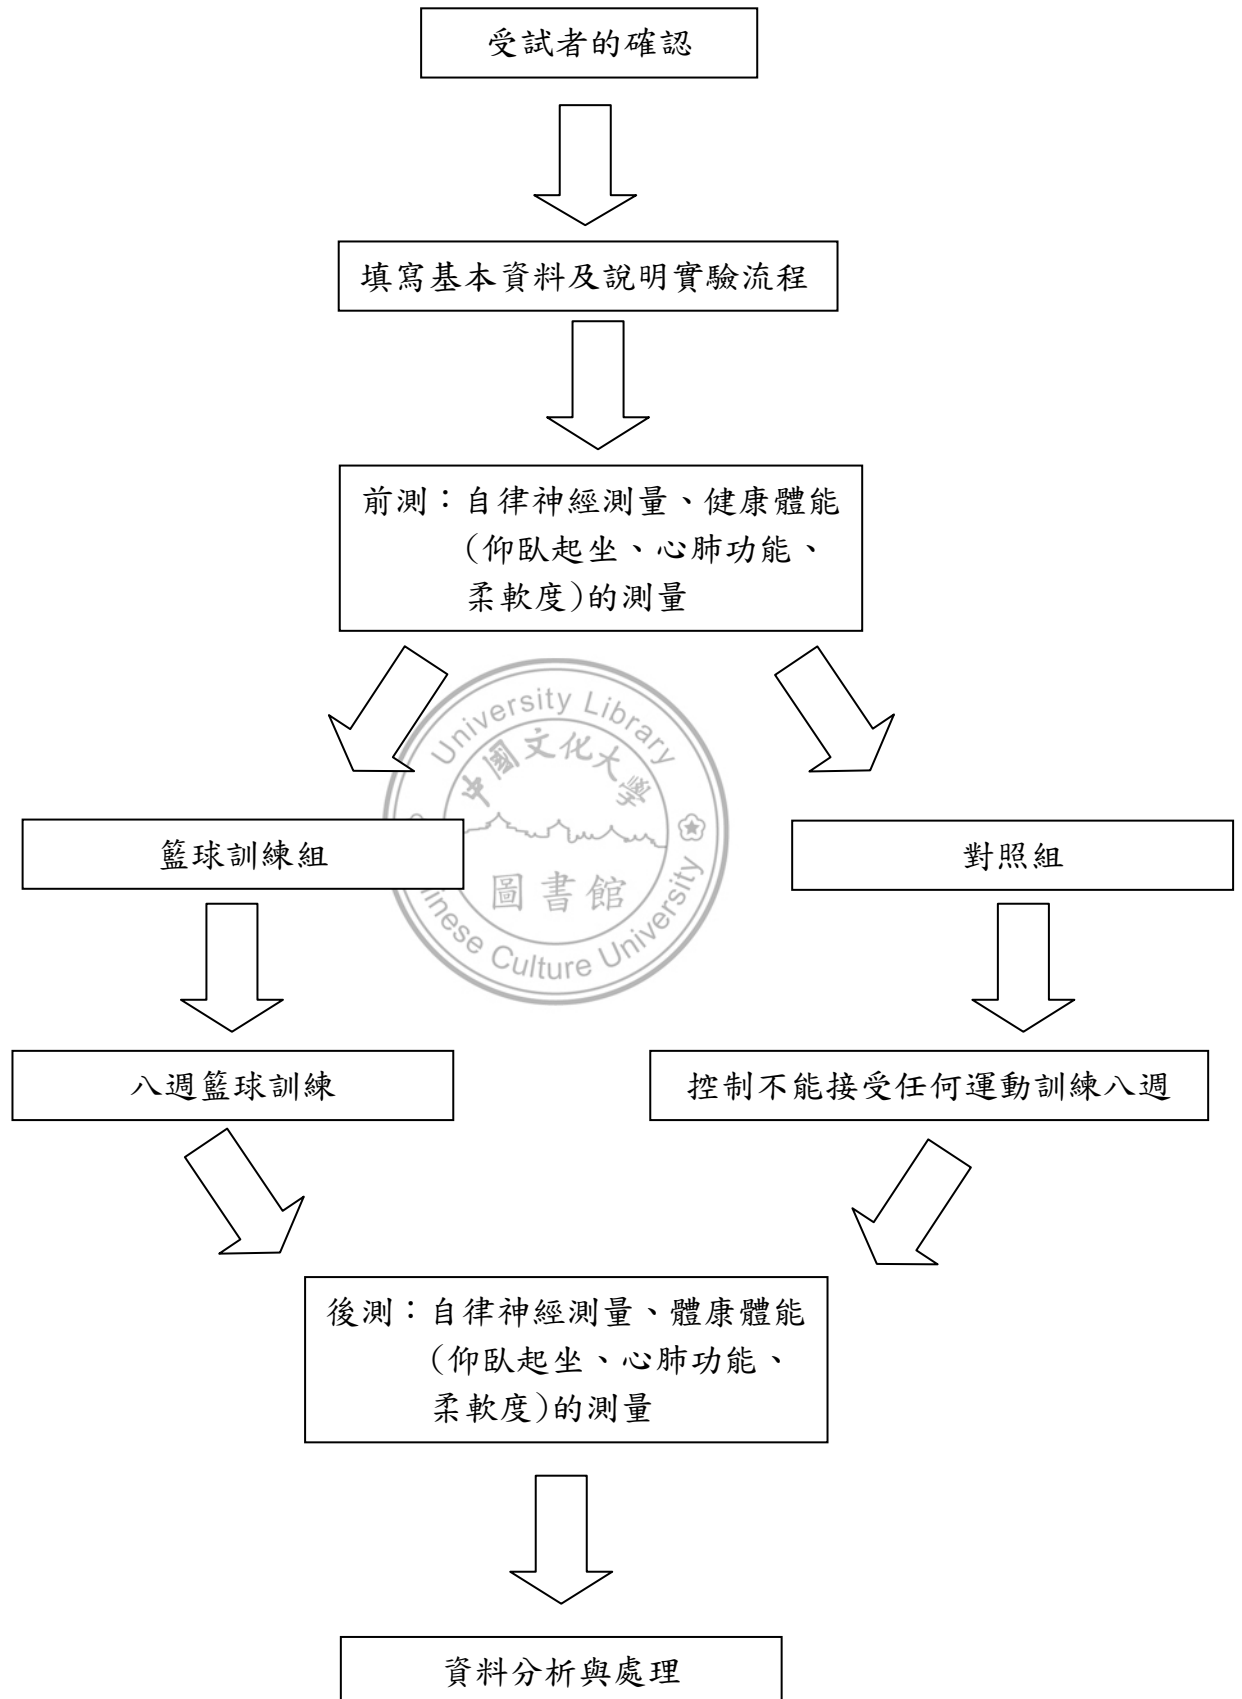 受試者的確認
填寫基本資料及說明實驗流程
前測：自律神經測量、健康體能
(仰臥起坐、心肺功能、
柔軟度)的測量
University Library
中國文化大學
圖書館
Chinese Culture University
籃球訓練組
對照組
八週籃球訓練
控制不能接受任何運動訓練八週
後測：自律神經測量、體康體能
(仰臥起坐、心肺功能、
柔軟度)的測量
資料分析與處理